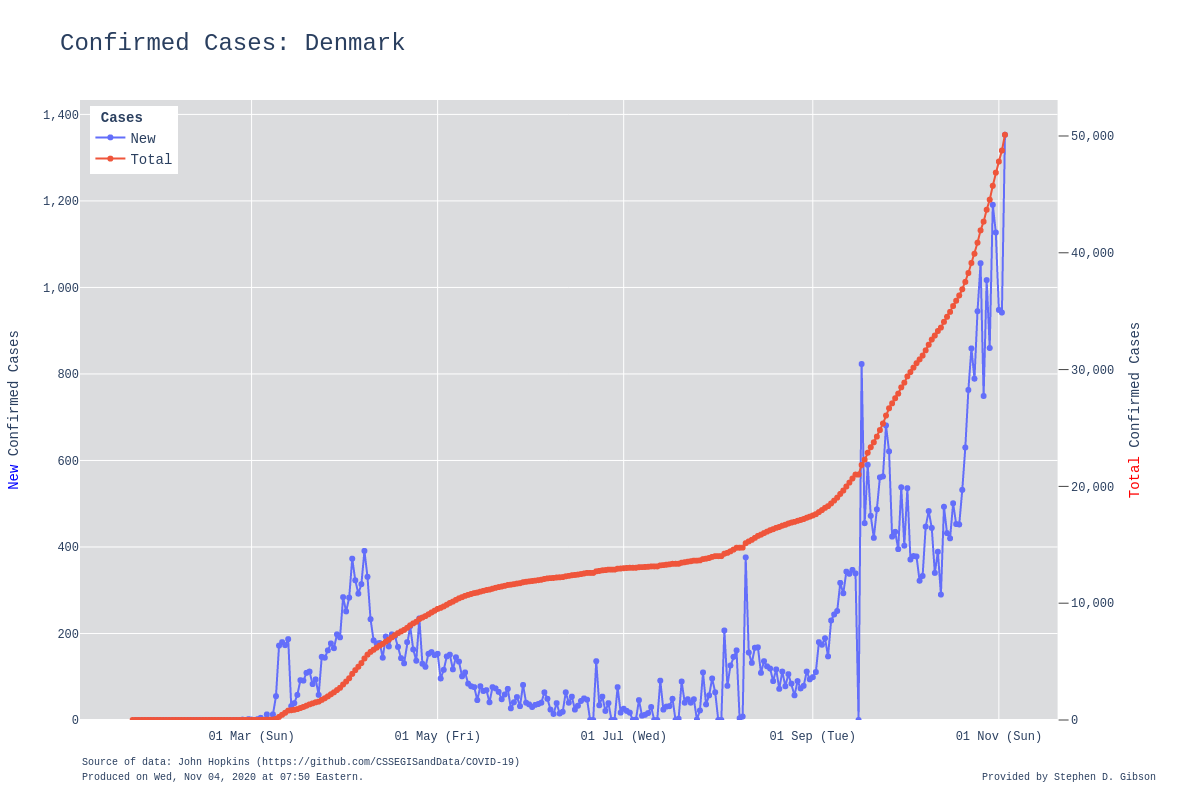 Confirmed Cases: Denmark
Cases
New
Total
1,400
1,200
1,000
800
600
400
200
0
New Confirmed Cases
50,000
40,000
30,000
20,000
10,000
0
Total Confirmed Cases
01 Mar (Sun)
01 May (Fri)
01 Jul (Wed)
01 Sep (Tue)
01 Nov (Sun)
Source of data: John Hopkins (https://github.com/CSSEGISandData/COVID-19)
Produced on Wed, Nov 04, 2020 at 07:50 Eastern.
Provided by Stephen D. Gibson